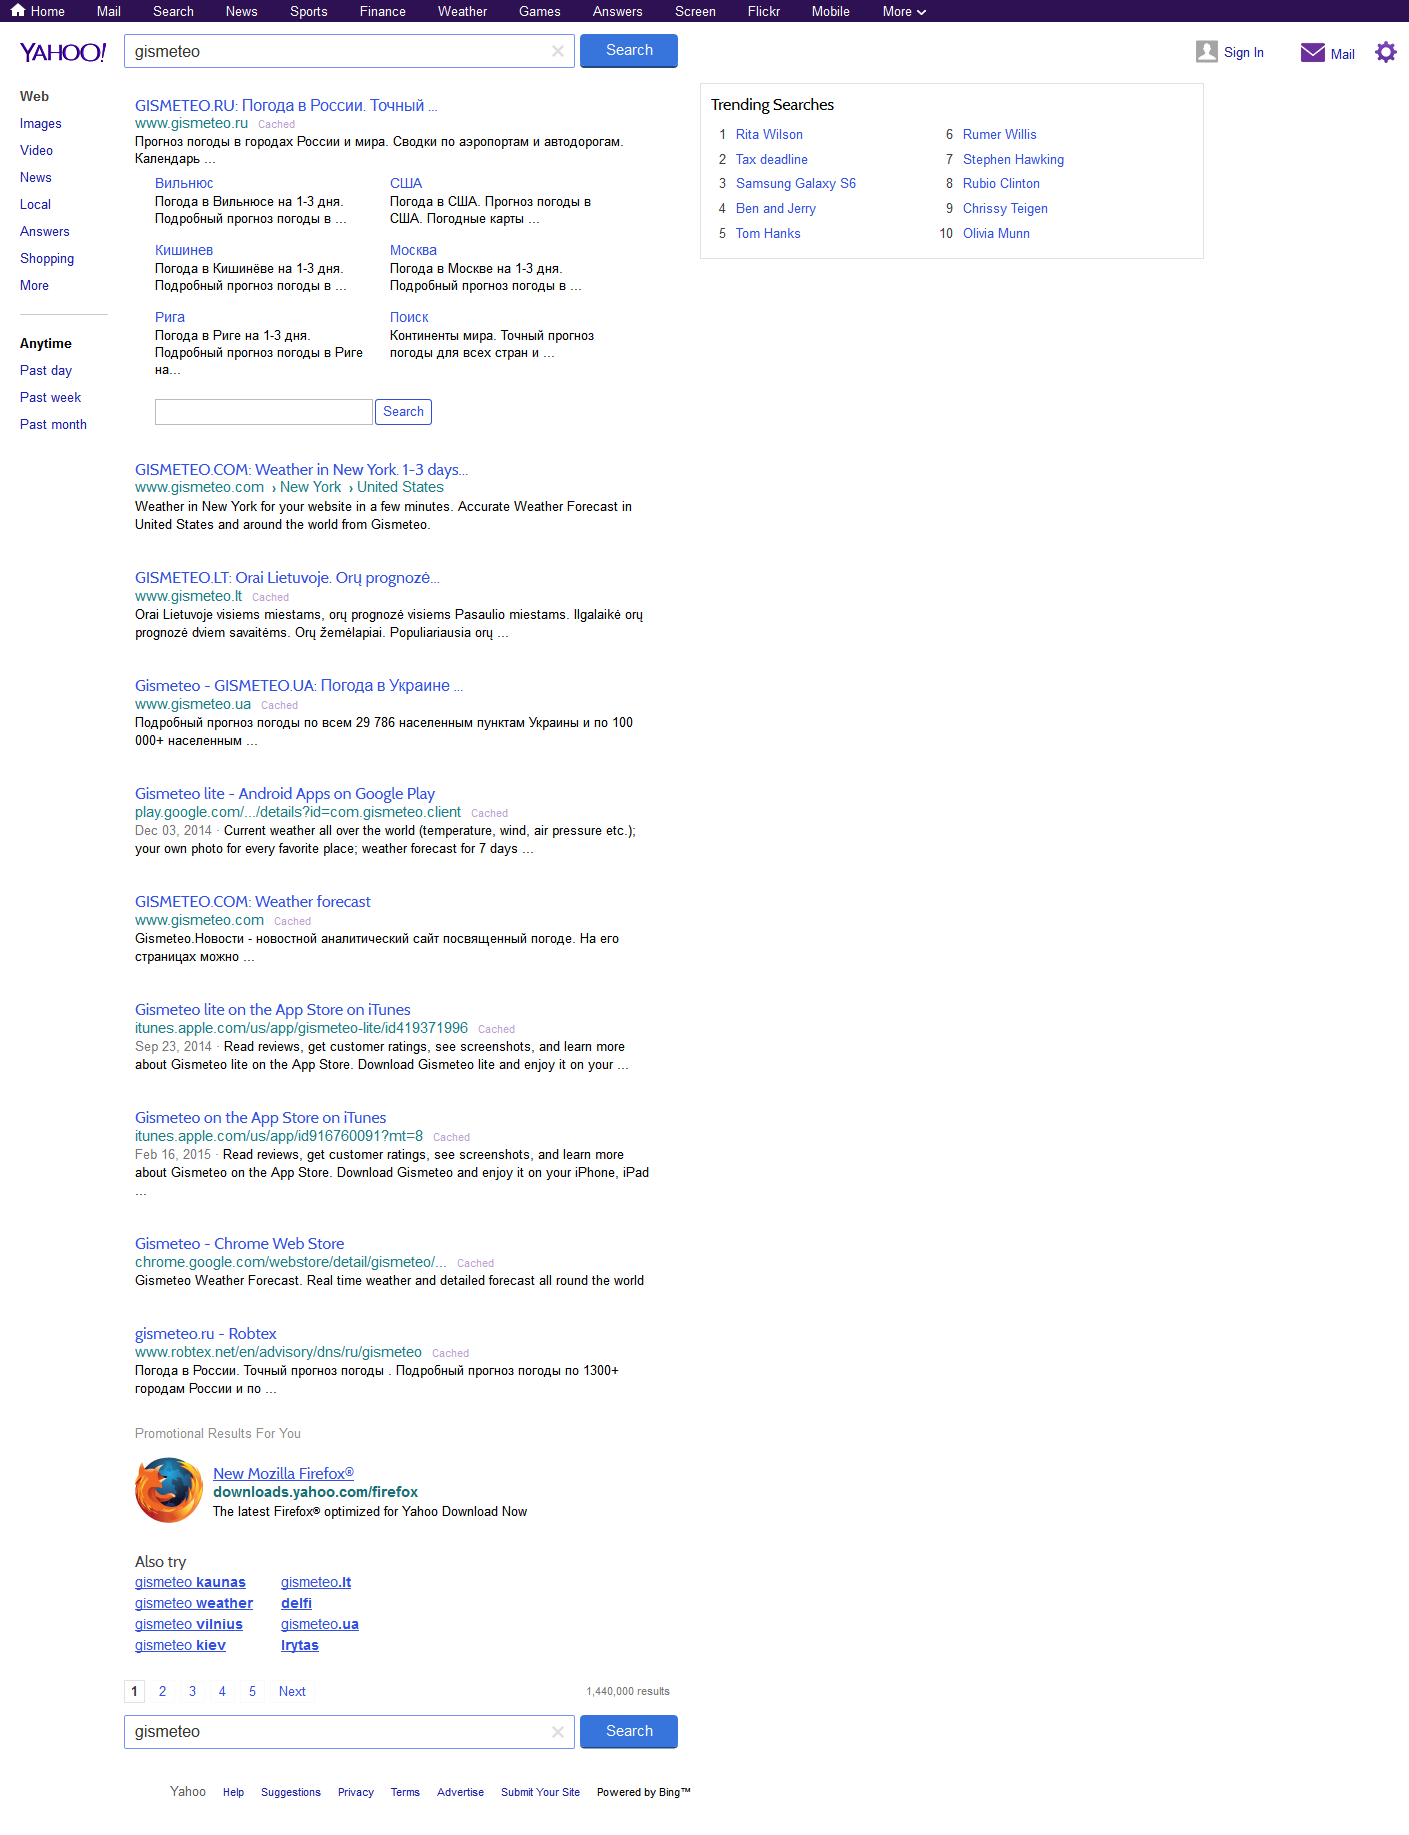 Home Mail Search News Sports Finance Weather Games Answers Screen Flickr Mobile More
YAHOO! gismeteo Search Sign In Mail
Web
Images
Video
News
Local
Answers
Shopping
More
Anytime
Past day
Past week
Past month
GISMETEO.RU: Погода в России. Точный ...
www.gismeteo.ru Cached
Прогноз погоды в городах России и мира. Сводки по аэропортам и автодорогам.
Календарь ...
Вильнюс
Погода в Вильнюсе на 1-3 дня.
Подробный прогноз погоды в ...
США
Погода в США. Прогноз погоды в
США. Погодные карты ...
Кишинев
Погода в Кишинёве на 1-3 дня.
Подробный прогноз погоды в ...
Москва
Погода в Москве на 1-3 дня.
Подробный прогноз погоды в ...
Рига
Погода в Риге на 1-3 дня.
Подробный прогноз погоды в Риге
на...
Поиск
Континенты мира. Точный прогноз
погоды для всех стран и ...
Search
GISMETEO.COM: Weather in New York. 1-3 days...
www.gismeteo.com › New York › United States
Weather in New York for your website in a few minutes. Accurate Weather Forecast in
United States and around the world from Gismeteo.
GISMETEO.LT: Orai Lietuvoje. Orų prognozė...
www.gismeteo.lt Cached
Orai Lietuvoje visiems miestams, orų prognozė visiems Pasaulio miestams. Ilgalaikė orų
prognozė dviem savaitėms. Orų žemėlapiai. Populiariausia orų ...
Gismeteo - GISMETEO.UA: Погода в Украине ...
www.gismeteo.ua Cached
Подробный прогноз погоды по всем 29 786 населенным пунктам Украины и по 100
000+ населенным ...
Gismeteo lite - Android Apps on Google Play
play.google.com/.../details?id=com.gismeteo.client Cached
Dec 03, 2014 · Current weather all over the world (temperature, wind, air pressure etc.);
your own photo for every favorite place; weather forecast for 7 days ...
GISMETEO.COM: Weather forecast
www.gismeteo.com Cached
Gismeteo.Новости - новостной аналитический сайт посвященный погоде. На его
страницах можно ...
Gismeteo lite on the App Store on iTunes
itunes.apple.com/us/app/gismeteo-lite/id419371996 Cached
Sep 23, 2014 · Read reviews, get customer ratings, see screenshots, and learn more
about Gismeteo lite on the App Store. Download Gismeteo lite and enjoy it on your ...
Gismeteo on the App Store on iTunes
itunes.apple.com/us/app/id916760091?mt=8 Cached
Feb 16, 2015 · Read reviews, get customer ratings, see screenshots, and learn more
about Gismeteo on the App Store. Download Gismeteo and enjoy it on your iPhone, iPad
...
Gismeteo - Chrome Web Store
chrome.google.com/webstore/detail/gismeteo/... Cached
Gismeteo Weather Forecast. Real time weather and detailed forecast all round the world
gismeteo.ru - Robtex
www.robtex.net/en/advisory/dns/ru/gismeteo Cached
Погода в России. Точный прогноз погоды . Подробный прогноз погоды по 1300+
городам России и по ...
Promotional Results For You
New Mozilla Firefox®
downloads.yahoo.com/firefox
The latest Firefox® optimized for Yahoo Download Now
Also try
gismeteo kaunas gismeteo.lt
gismeteo weather delfi
gismeteo vilnius gismeteo.ua
gismeteo kiev lrytas
1 2 3 4 5 Next 1,440,000 results
gismeteo Search
Yahoo Help Suggestions Privacy Terms Advertise Submit Your Site Powered by Bing™
Trending Searches
1 Rita Wilson
2 Tax deadline
3 Samsung Galaxy S6
4 Ben and Jerry
5 Tom Hanks
6 Rumer Willis
7 Stephen Hawking
8 Rubio Clinton
9 Chrissy Teigen
10 Olivia Munn